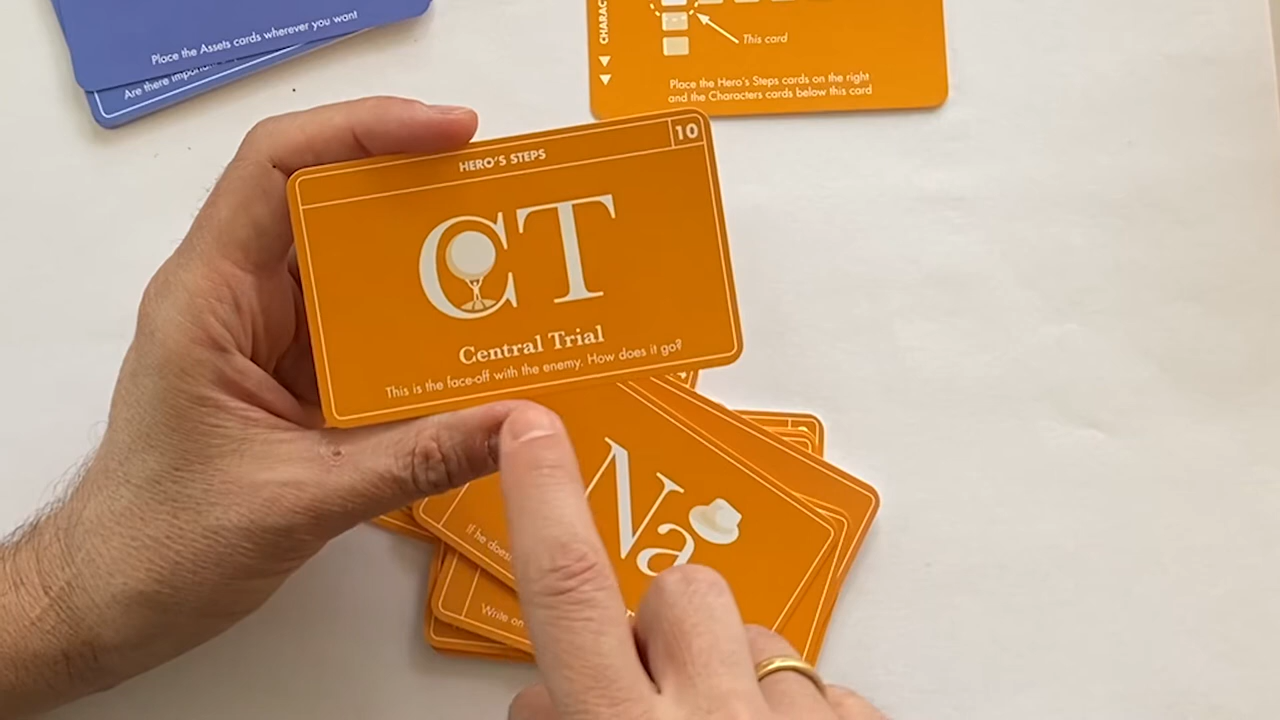 Place the Assets cards wherever you want
Are there important
CHARAC
This card
Place the Hero's Steps cards on the right
and the Characters cards below this card
HERO'S STEPS
10
CT
Central Trial
This is the face-off with the enemy. How does it go?
Na
If he does
Write on